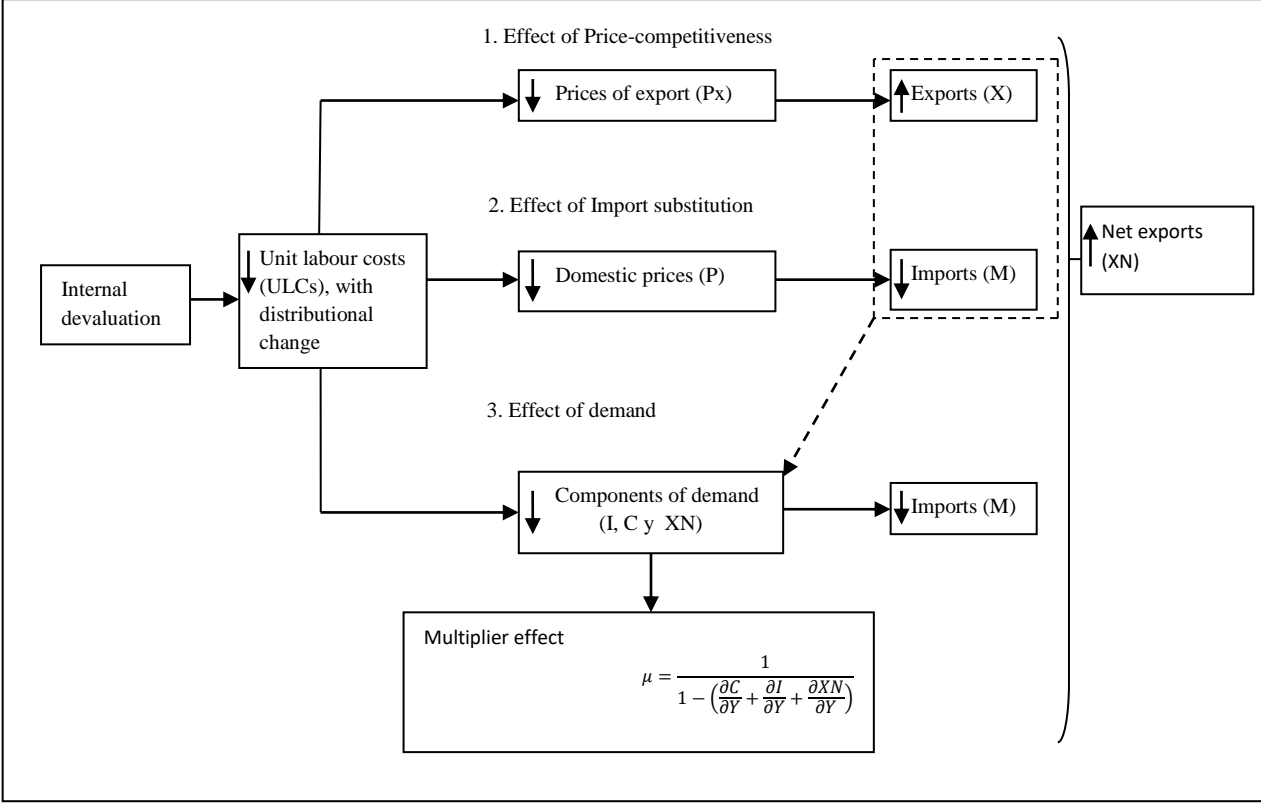 1. Effect of Price-competitiveness
Prices of export (Px)
Exports (X)
2. Effect of Import substitution
Internal
devaluation
Unit labour costs
(ULCs), with
distributional
change
Domestic prices (P)
Imports (M)
Net exports
(XN)
3. Effect of demand
Components of demand
(I, C y XN)
Imports (M)
Multiplier effect
μ = 1 / (1 − (∂C/∂Y + ∂I/∂Y + ∂XN/∂Y))